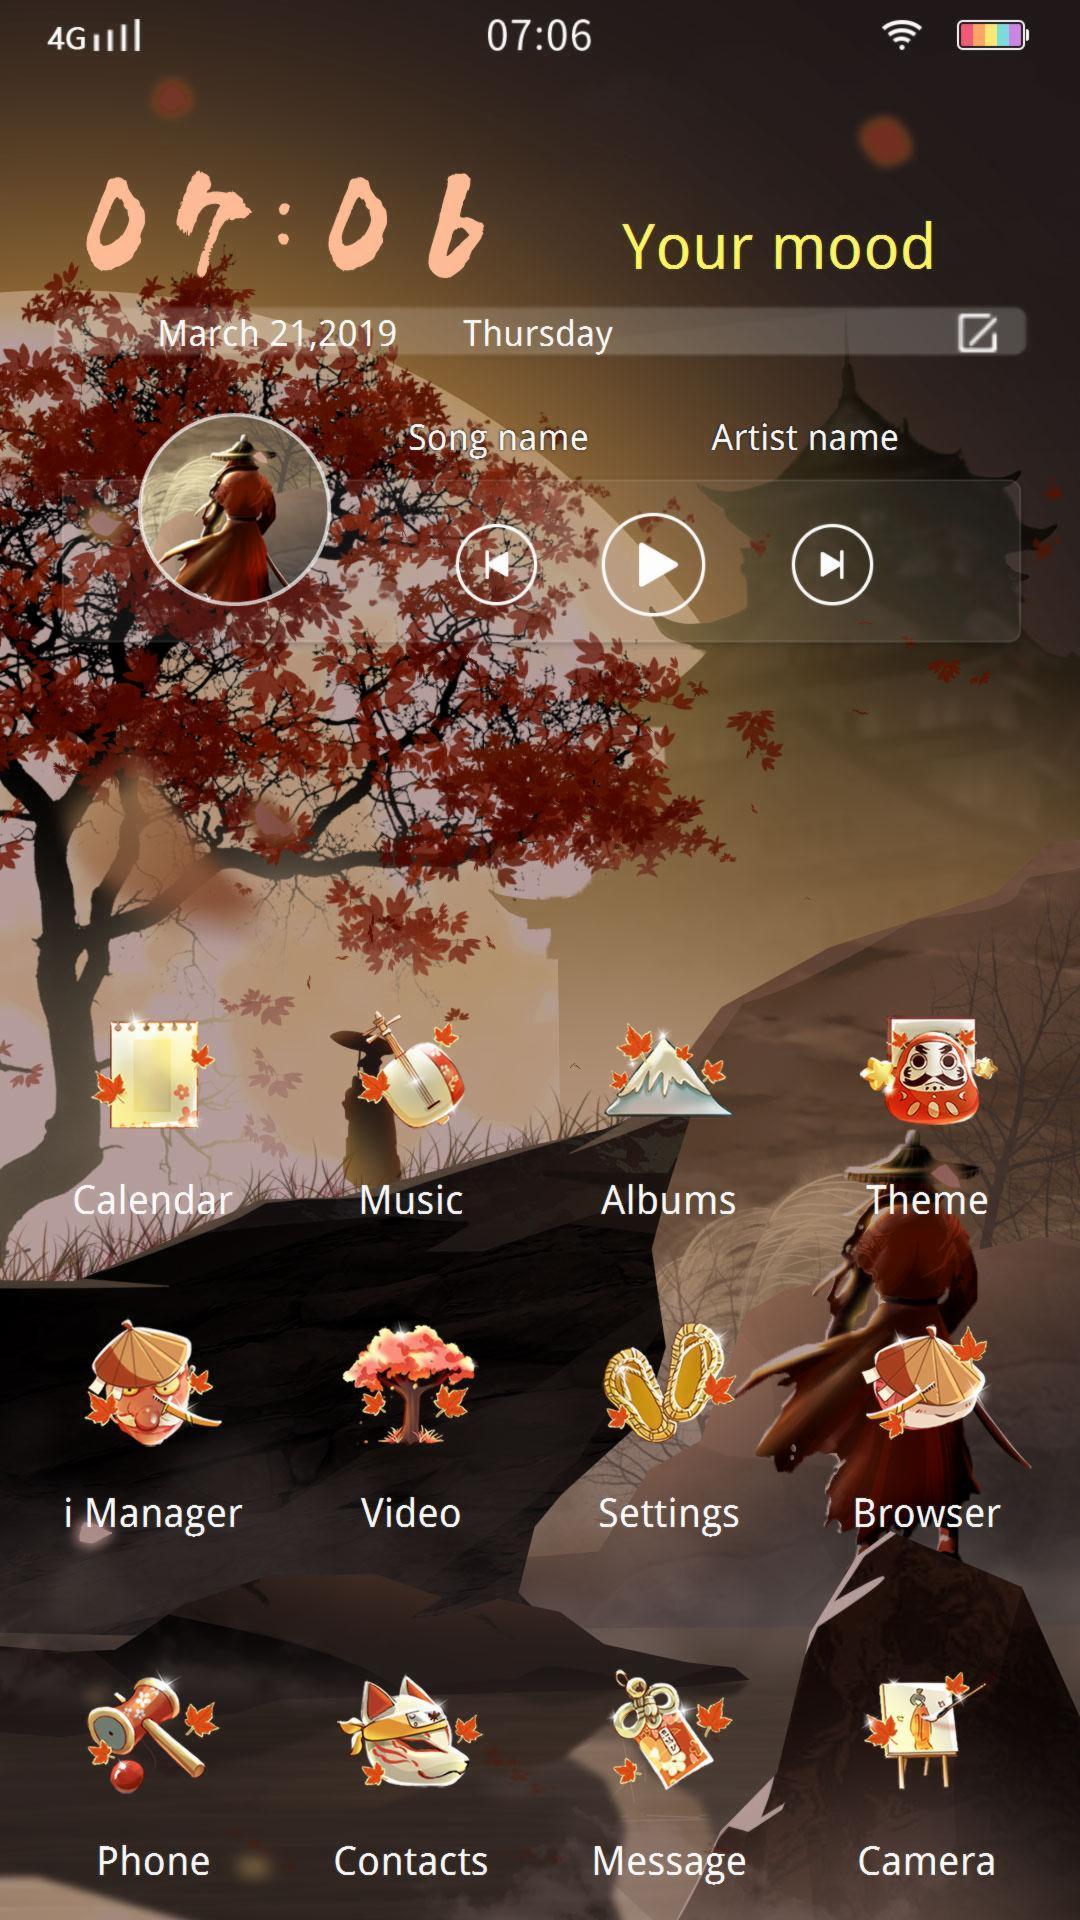 4G 07:06
07:06
Your mood
March 21,2019 Thursday
Song name Artist name
Calendar Music Albums Theme
i Manager Video Settings Browser
Phone Contacts Message Camera